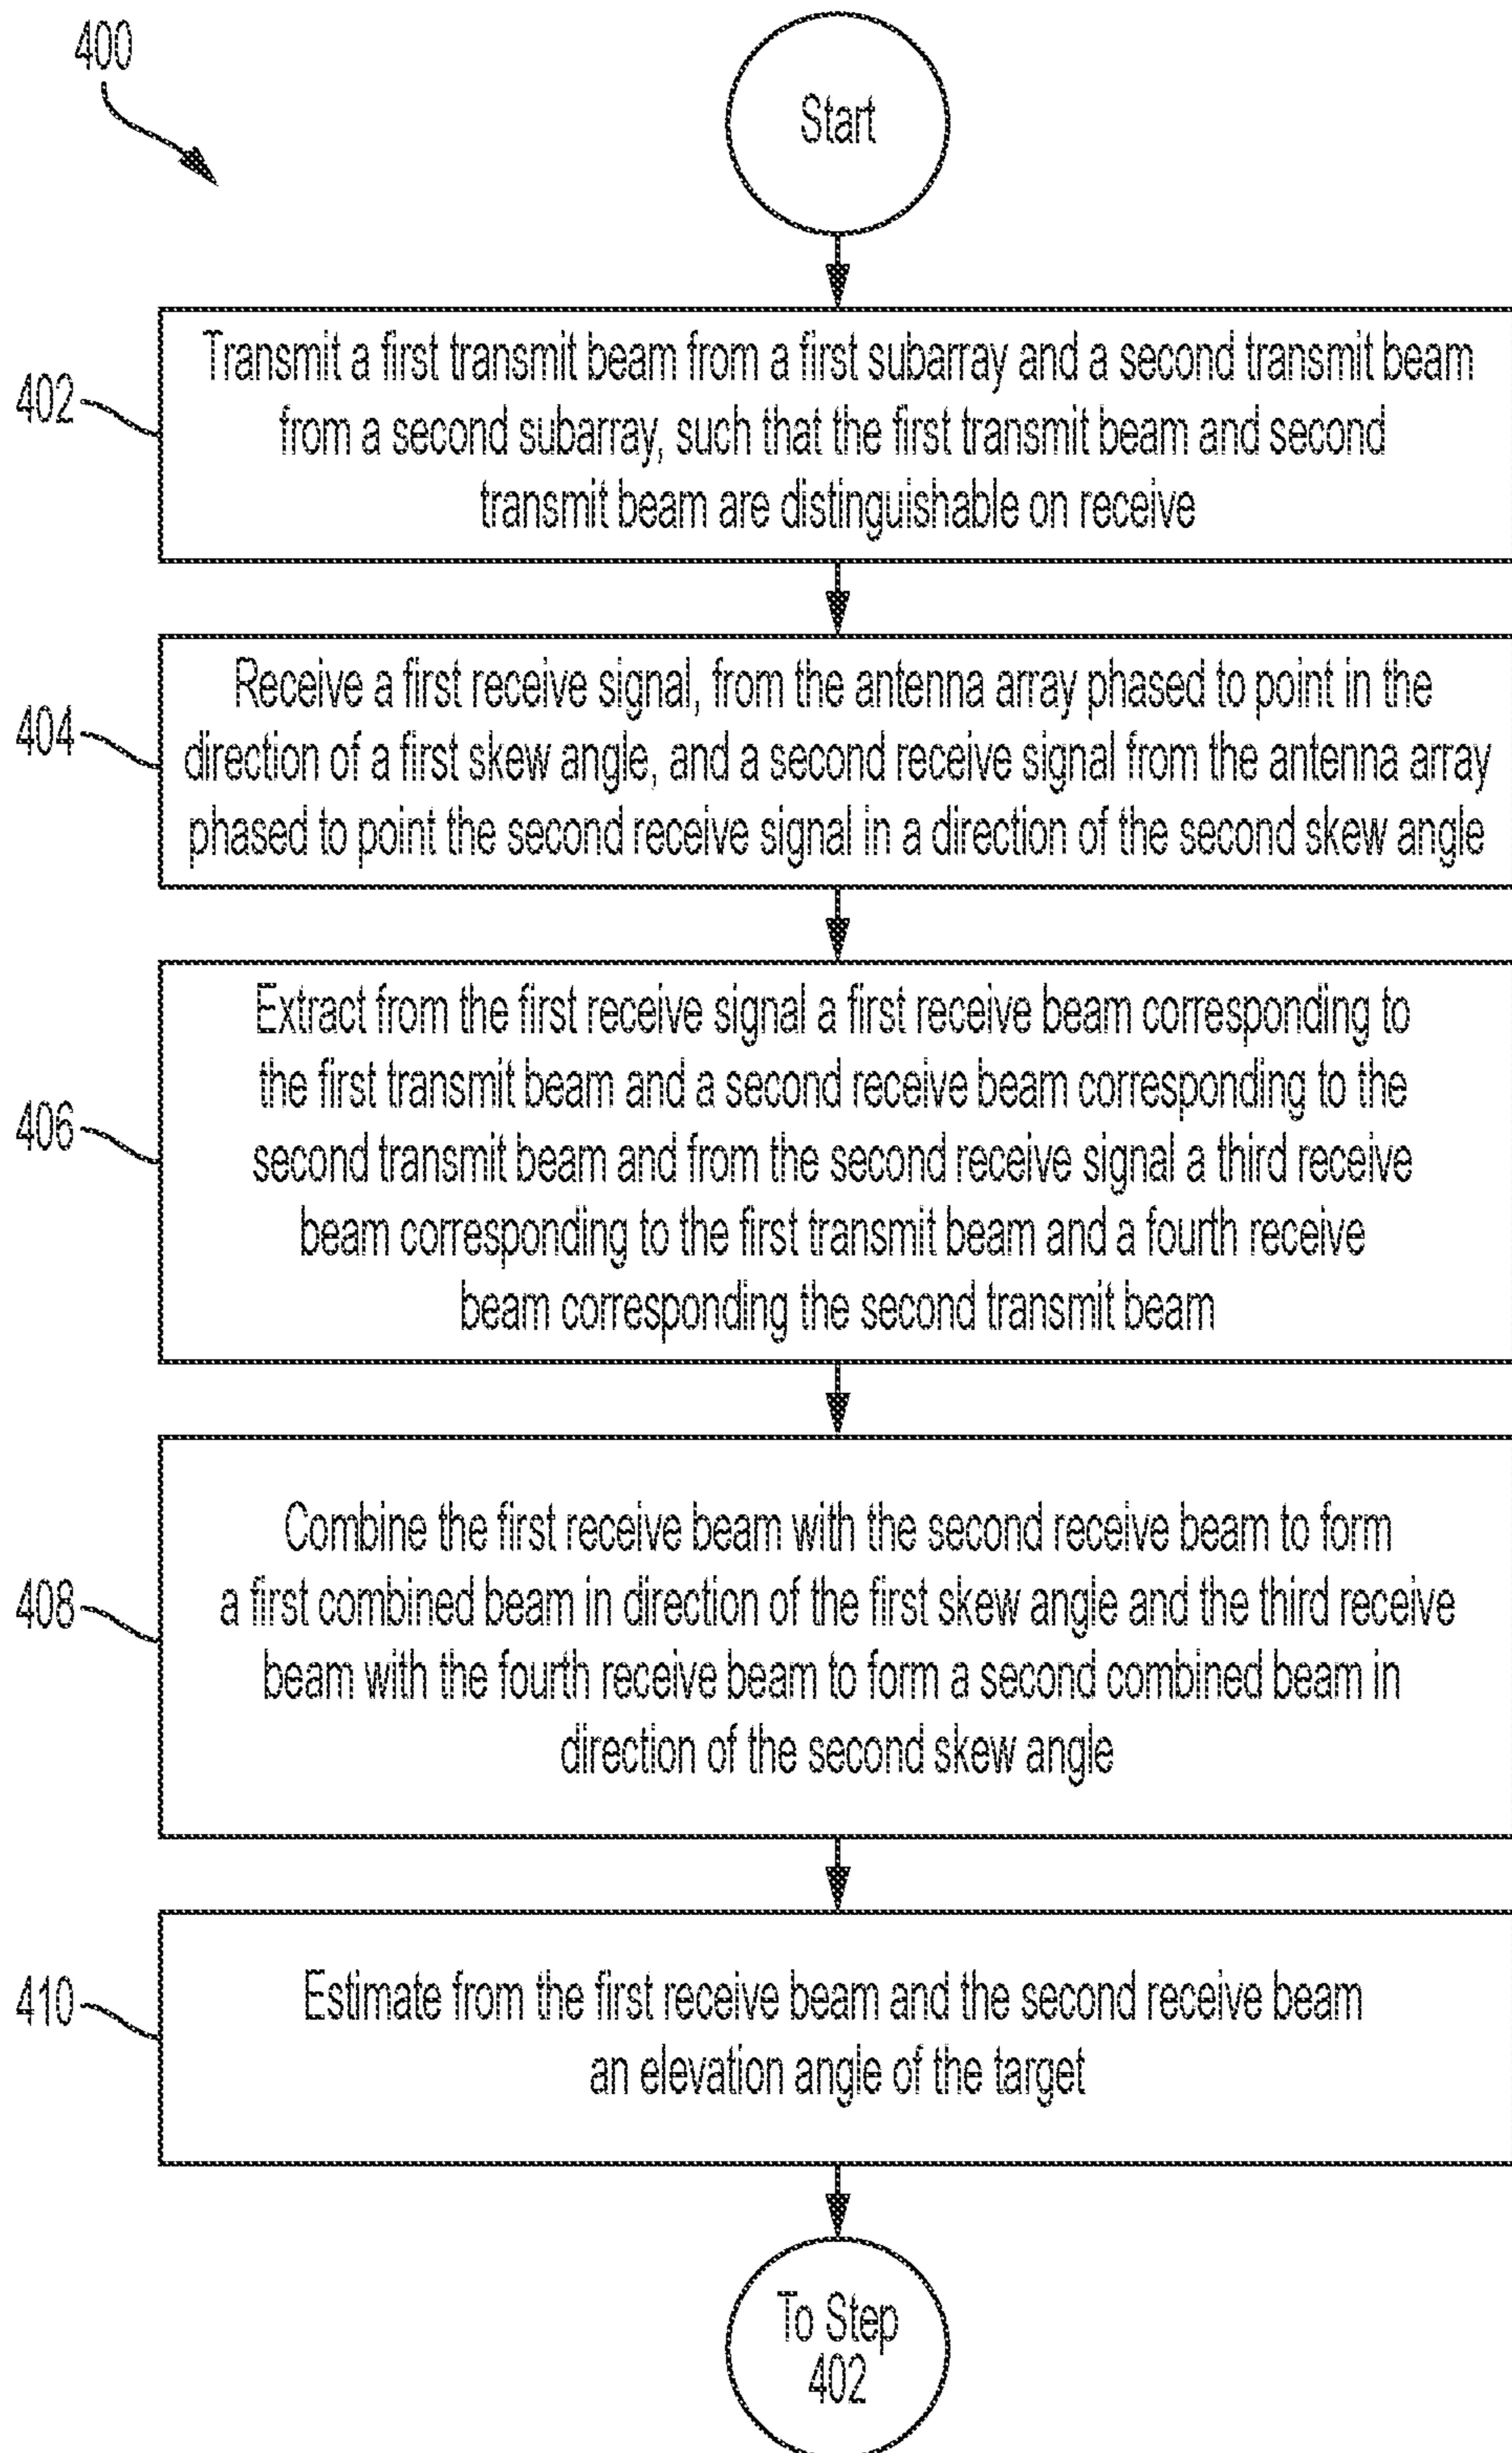 400
Start
402
Transmit a first transmit beam from a first subarray and a second transmit beam
from a second subarray, such that the first transmit beam and second
transmit beam are distinguishable on receive
404
Receive a first receive signal, from the antenna array phased to point in the
direction of a first skew angle, and a second receive signal from the antenna array
phased to point the second receive signal in a direction of the second skew angle
406
Extract from the first receive signal a first receive beam corresponding to
the first transmit beam and a second receive beam corresponding to the
second transmit beam and from the second receive signal a third receive
beam corresponding to the first transmit beam and a fourth receive
beam corresponding the second transmit beam
408
Combine the first receive beam with the second receive beam to form
a first combined beam in direction of the first skew angle and the third receive
beam with the fourth receive beam to form a second combined beam in
direction of the second skew angle
410
Estimate from the first receive beam and the second receive beam
an elevation angle of the target
To Step
402